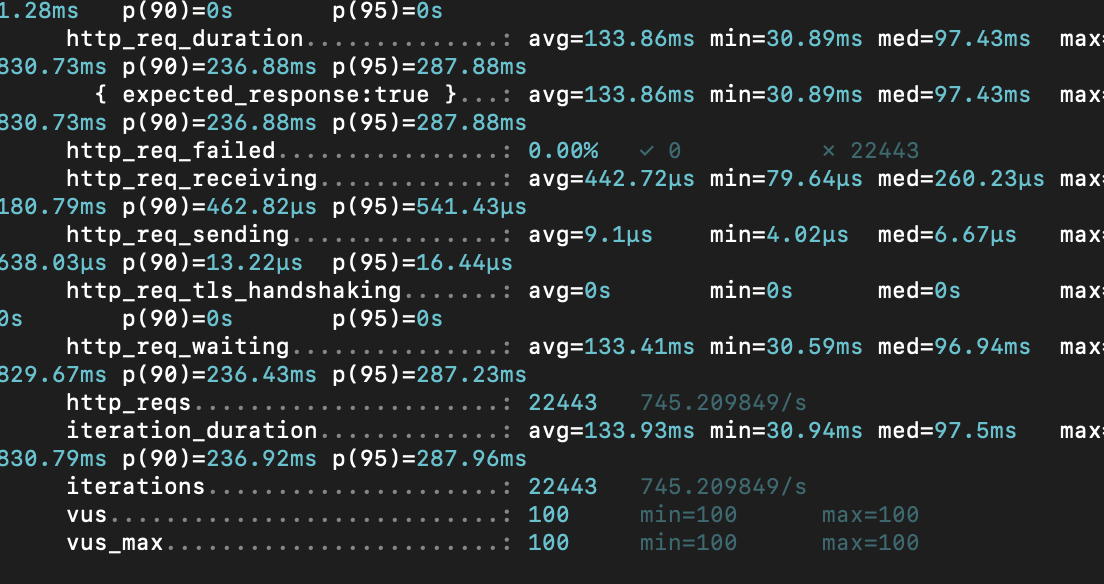 1.28ms   p(90)=0s       p(95)=0s
http_req_duration..............: avg=133.86ms min=30.89ms med=97.43ms  max=
830.73ms p(90)=236.88ms p(95)=287.88ms
{ expected_response:true }...: avg=133.86ms min=30.89ms med=97.43ms  max=
830.73ms p(90)=236.88ms p(95)=287.88ms
http_req_failed................: 0.00%   ✓ 0          ✗ 22443
http_req_receiving.............: avg=442.72µs min=79.64µs med=260.23µs max=
180.79ms p(90)=462.82µs p(95)=541.43µs
http_req_sending...............: avg=9.1µs    min=4.02µs  med=6.67µs   max=
638.03µs p(90)=13.22µs  p(95)=16.44µs
http_req_tls_handshaking.......: avg=0s       min=0s      med=0s       max=
0s       p(90)=0s       p(95)=0s
http_req_waiting...............: avg=133.41ms min=30.59ms med=96.94ms  max=
829.67ms p(90)=236.43ms p(95)=287.23ms
http_reqs......................: 22443   745.209849/s
iteration_duration.............: avg=133.93ms min=30.94ms med=97.5ms   max=
830.79ms p(90)=236.92ms p(95)=287.96ms
iterations.....................: 22443   745.209849/s
vus............................: 100     min=100      max=100
vus_max........................: 100     min=100      max=100